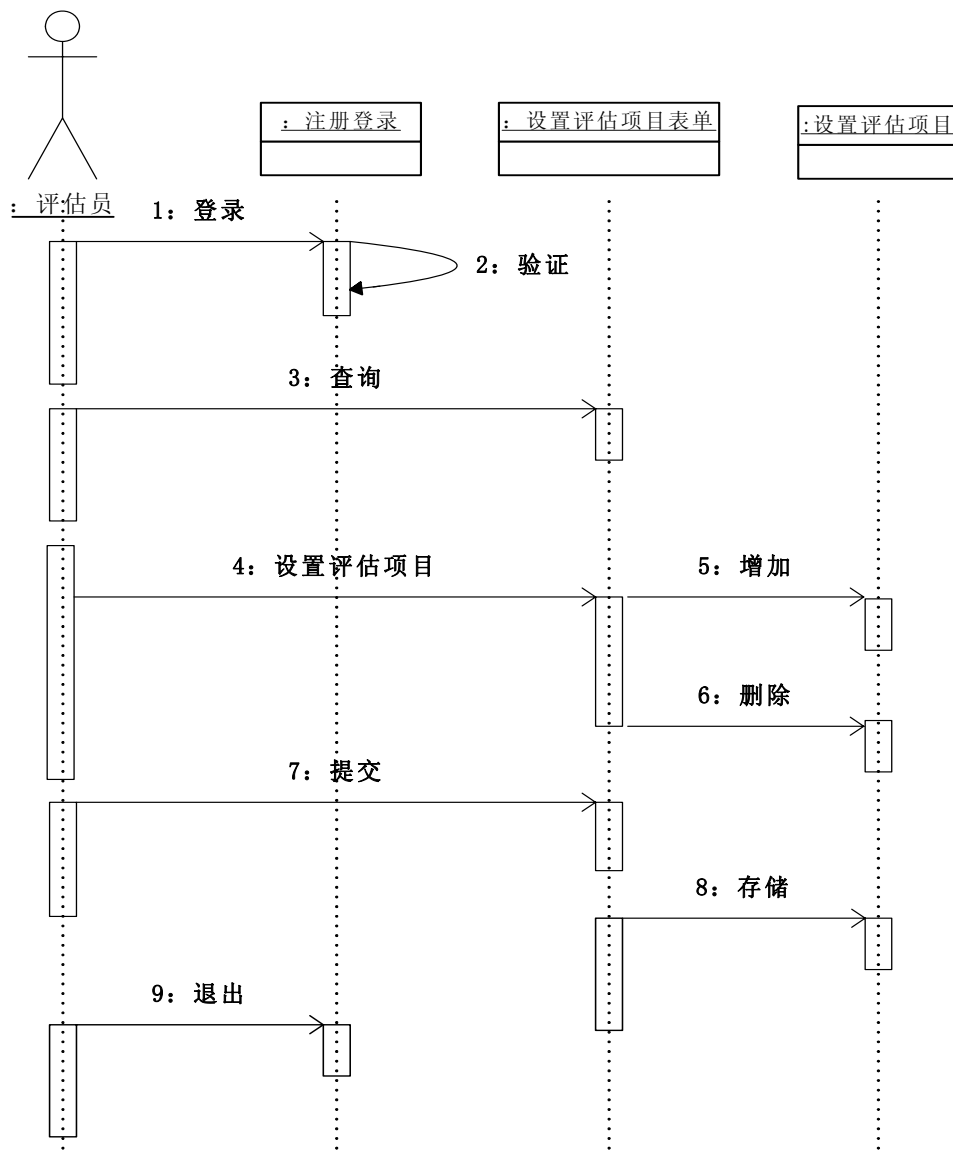 : 注册登录
: 设置评估项目表单
:设置评估项目
: 评估员
1: 登录
2: 验证
3: 查询
4: 设置评估项目
5: 增加
6: 删除
7: 提交
8: 存储
9: 退出